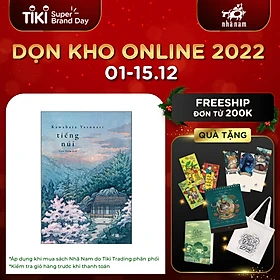 TIKI Super Brand Day
nhã nam
DỌN KHO ONLINE 2022
01-15.12
FREESHIP
ĐƠN TỪ 200K
QUÀ TẶNG
Kawabata Yasunari
tiếng
núi
*Áp dụng khi mua sách Nhã Nam do Tiki Trading phân phối
*Kiểm tra giỏ hàng trước khi thanh toán